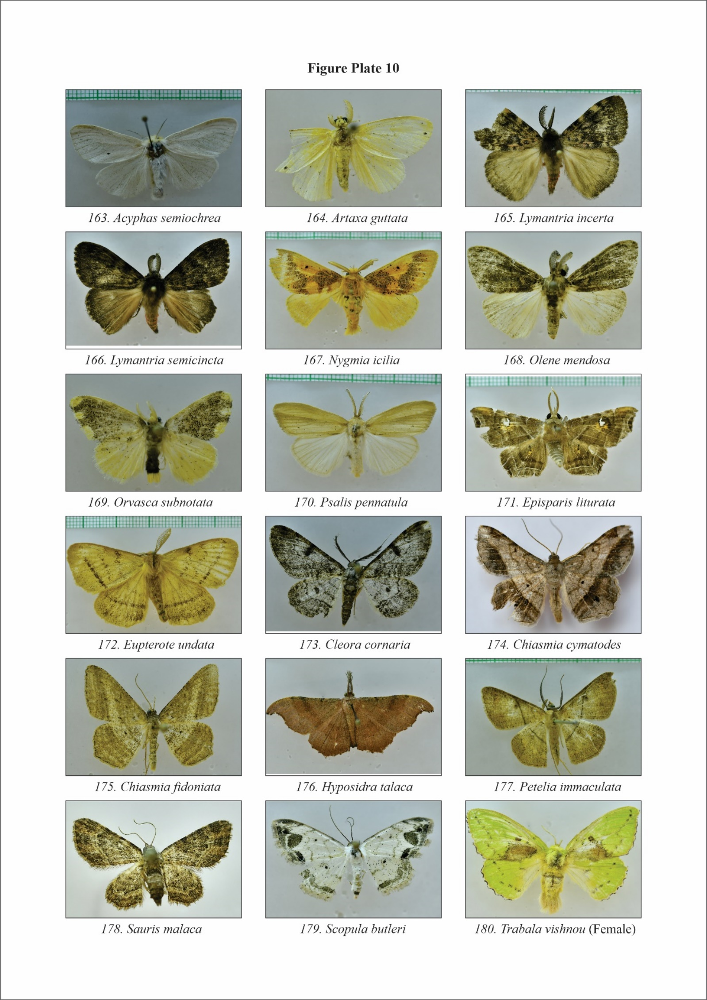 Figure Plate 10
163. Acyphas semiochrea
164. Artaxa guttata
165. Lymantria incerta
166. Lymantria semicincta
167. Nygmia icilia
168. Olene mendosa
169. Orvasca subnotata
170. Psalis pennatula
171. Episparis liturata
172. Eupterote undata
173. Cleora cornaria
174. Chiasmia cymatodes
175. Chiasmia fidoniata
176. Hyposidra talaca
177. Petelia immaculata
178. Sauris malaca
179. Scopula butleri
180. Trabala vishnou (Female)